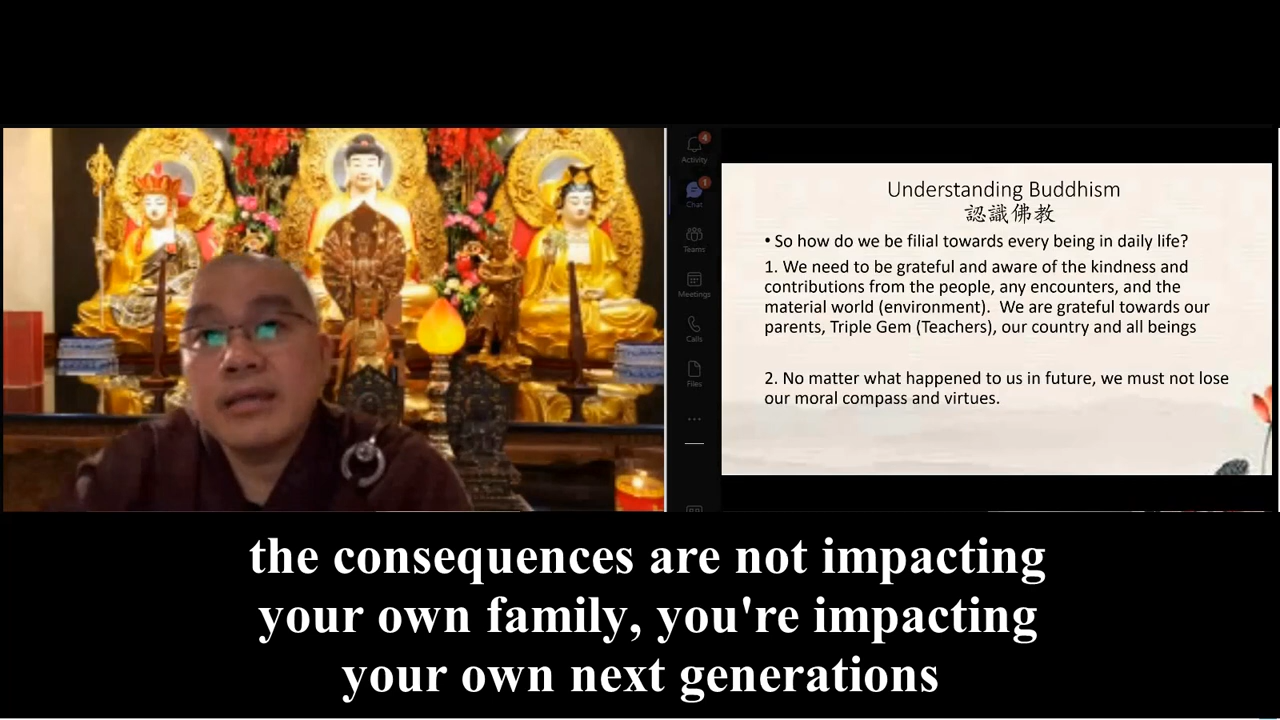 4
Activity
1
Chat
Teams
Meetings
Calls
Files
...
Understanding Buddhism
認識佛教
• So how do we be filial towards every being in daily life?
1. We need to be grateful and aware of the kindness and
contributions from the people, any encounters, and the
material world (environment).  We are grateful towards our
parents, Triple Gem (Teachers), our country and all beings
2. No matter what happened to us in future, we must not lose
our moral compass and virtues.
the consequences are not impacting
your own family, you're impacting
your own next generations